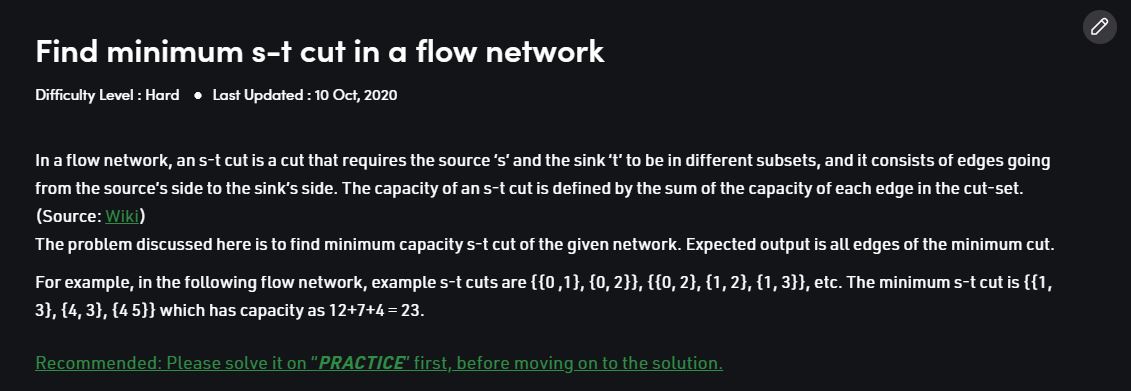 Find minimum s-t cut in a flow network
Difficulty Level : Hard ● Last Updated : 10 Oct, 2020
In a flow network, an s-t cut is a cut that requires the source ‘s’ and the sink ‘t’ to be in different subsets, and it consists of edges going
from the source’s side to the sink’s side. The capacity of an s-t cut is defined by the sum of the capacity of each edge in the cut-set.
(Source: Wiki)
The problem discussed here is to find minimum capacity s-t cut of the given network. Expected output is all edges of the minimum cut.
For example, in the following flow network, example s-t cuts are {{0 ,1}, {0, 2}}, {{0, 2}, {1, 2}, {1, 3}}, etc. The minimum s-t cut is {{1,
3}, {4, 3}, {4 5}} which has capacity as 12+7+4 = 23.
Recommended: Please solve it on “PRACTICE” first, before moving on to the solution.